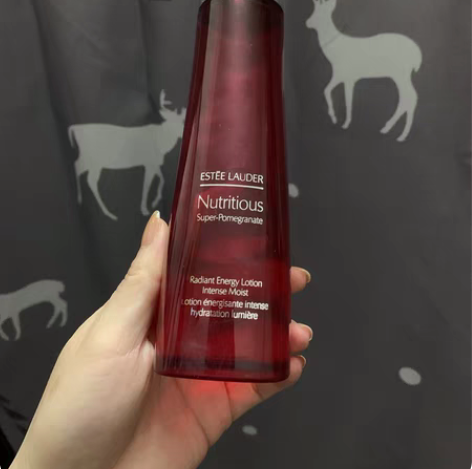 ESTĒE LAUDER
Nutritious
Super-Pomegranate
Radiant Energy Lotion
Intense Moist
Lotion énergisante intense
hydratation lumière